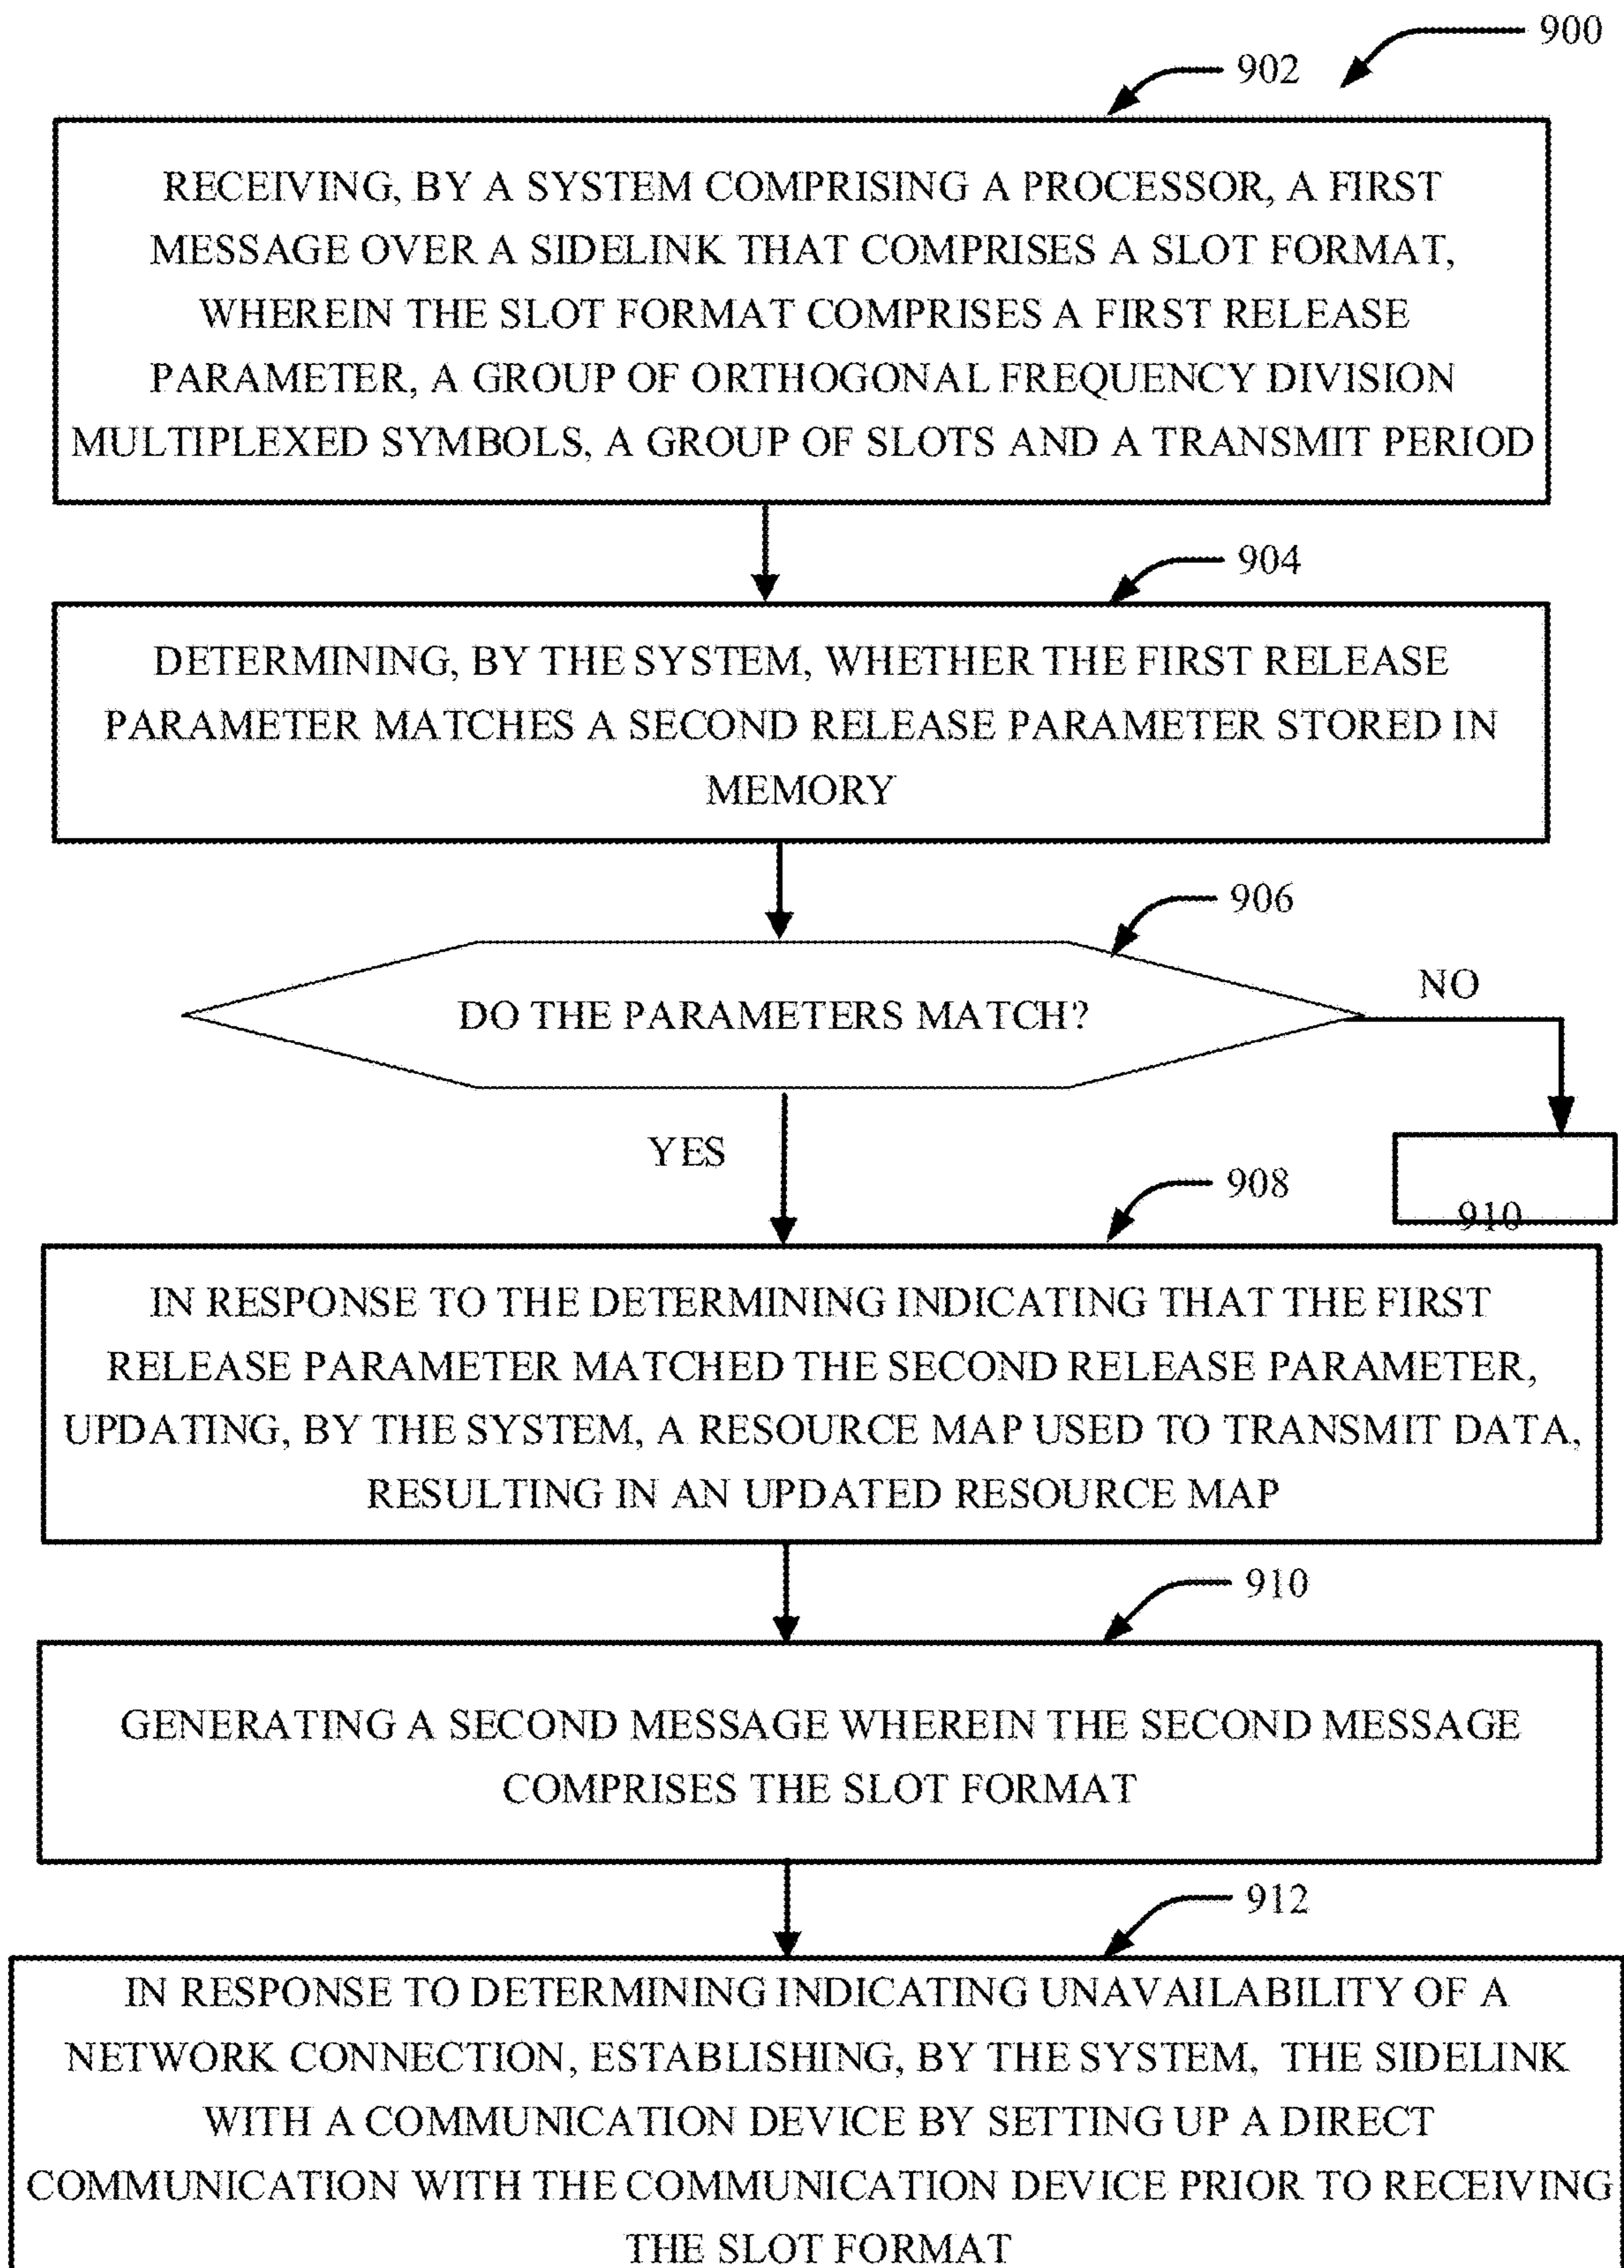 900
902
RECEIVING, BY A SYSTEM COMPRISING A PROCESSOR, A FIRST
MESSAGE OVER A SIDELINK THAT COMPRISES A SLOT FORMAT,
WHEREIN THE SLOT FORMAT COMPRISES A FIRST RELEASE
PARAMETER, A GROUP OF ORTHOGONAL FREQUENCY DIVISION
MULTIPLEXED SYMBOLS, A GROUP OF SLOTS AND A TRANSMIT PERIOD
904
DETERMINING, BY THE SYSTEM, WHETHER THE FIRST RELEASE
PARAMETER MATCHES A SECOND RELEASE PARAMETER STORED IN
MEMORY
906
DO THE PARAMETERS MATCH?
NO
YES
910
908
IN RESPONSE TO THE DETERMINING INDICATING THAT THE FIRST
RELEASE PARAMETER MATCHED THE SECOND RELEASE PARAMETER,
UPDATING, BY THE SYSTEM, A RESOURCE MAP USED TO TRANSMIT DATA,
RESULTING IN AN UPDATED RESOURCE MAP
910
GENERATING A SECOND MESSAGE WHEREIN THE SECOND MESSAGE
COMPRISES THE SLOT FORMAT
912
IN RESPONSE TO DETERMINING INDICATING UNAVAILABILITY OF A
NETWORK CONNECTION, ESTABLISHING, BY THE SYSTEM, THE SIDELINK
WITH A COMMUNICATION DEVICE BY SETTING UP A DIRECT
COMMUNICATION WITH THE COMMUNICATION DEVICE PRIOR TO RECEIVING
THE SLOT FORMAT